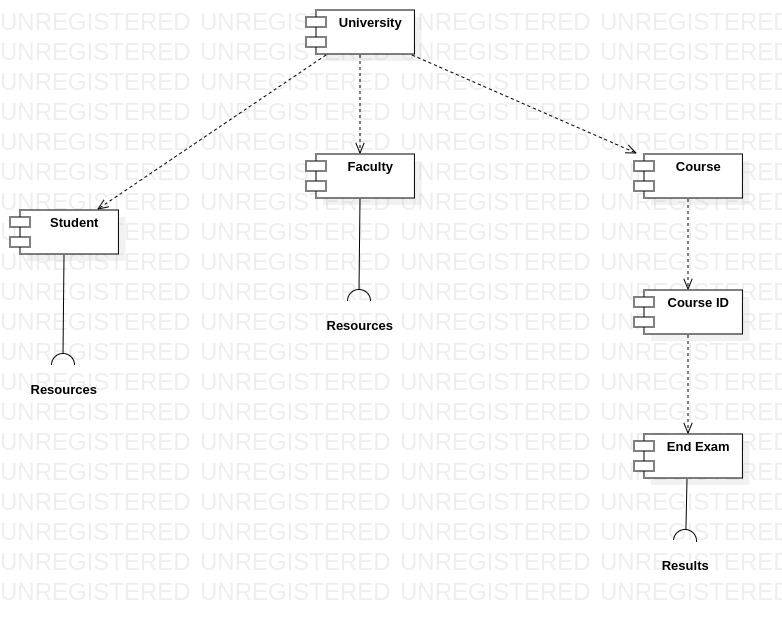 University
Faculty
Course
Student
Course ID
Resources
Resources
End Exam
Results
UNREGISTERED UNREGISTERED UNREGISTERED UNREGISTERED